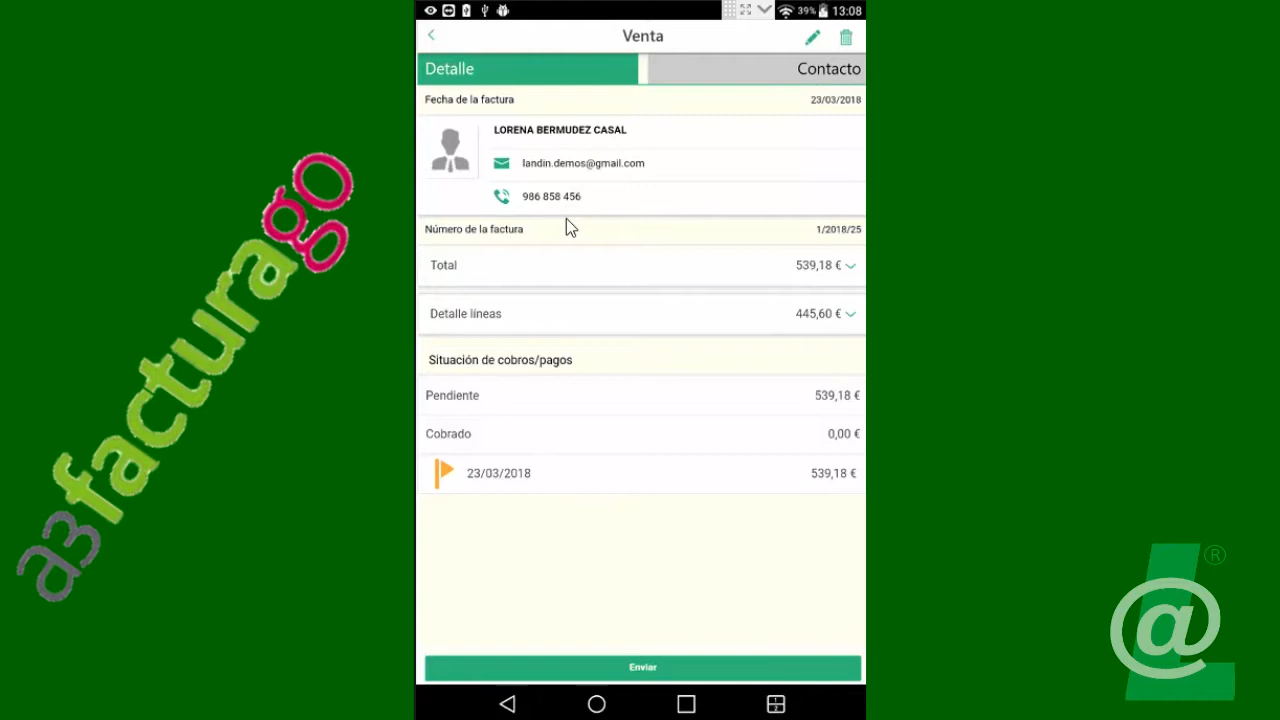 39% 13:08
Venta
Detalle Contacto
Fecha de la factura 23/03/2018
LORENA BERMUDEZ CASAL
landin.demos@gmail.com
986 858 456
Número de la factura 1/2018/25
Total 539,18 €
Detalle líneas 445,60 €
Situación de cobros/pagos
Pendiente 539,18 €
Cobrado 0,00 €
23/03/2018 539,18 €
Enviar
a3facturago
L@®